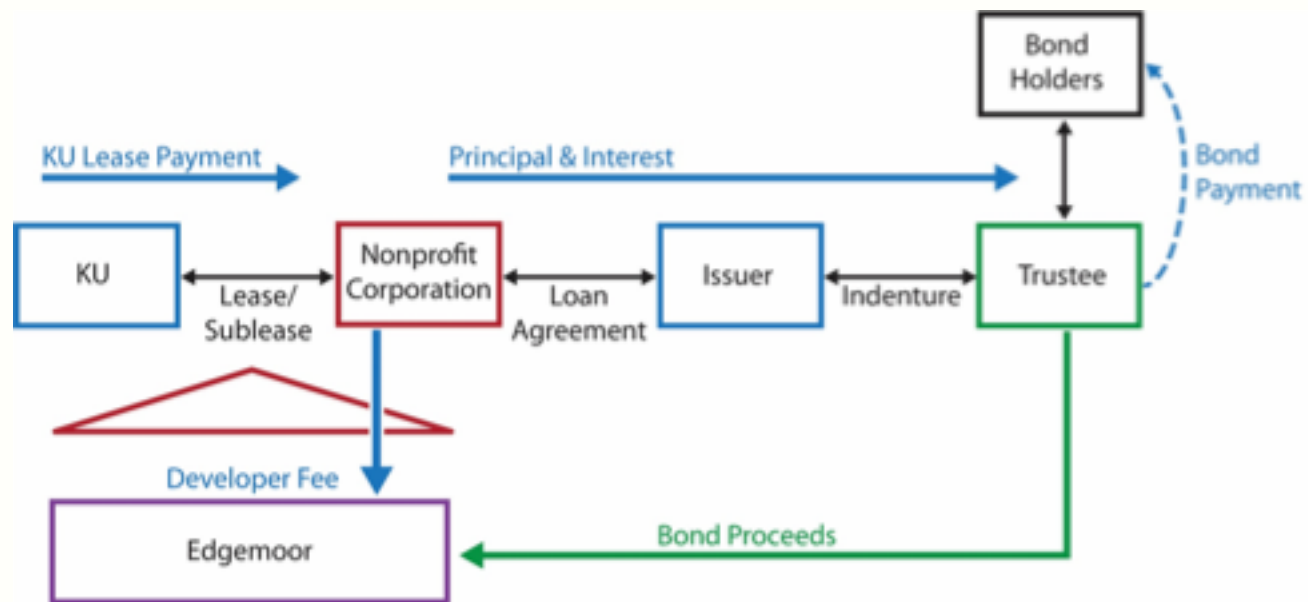 Bond
Holders
KU Lease Payment
Principal & Interest
Bond
Payment
KU
Lease/
Sublease
Nonprofit
Corporation
Loan
Agreement
Issuer
Indenture
Trustee
Developer Fee
Edgemoor
Bond Proceeds